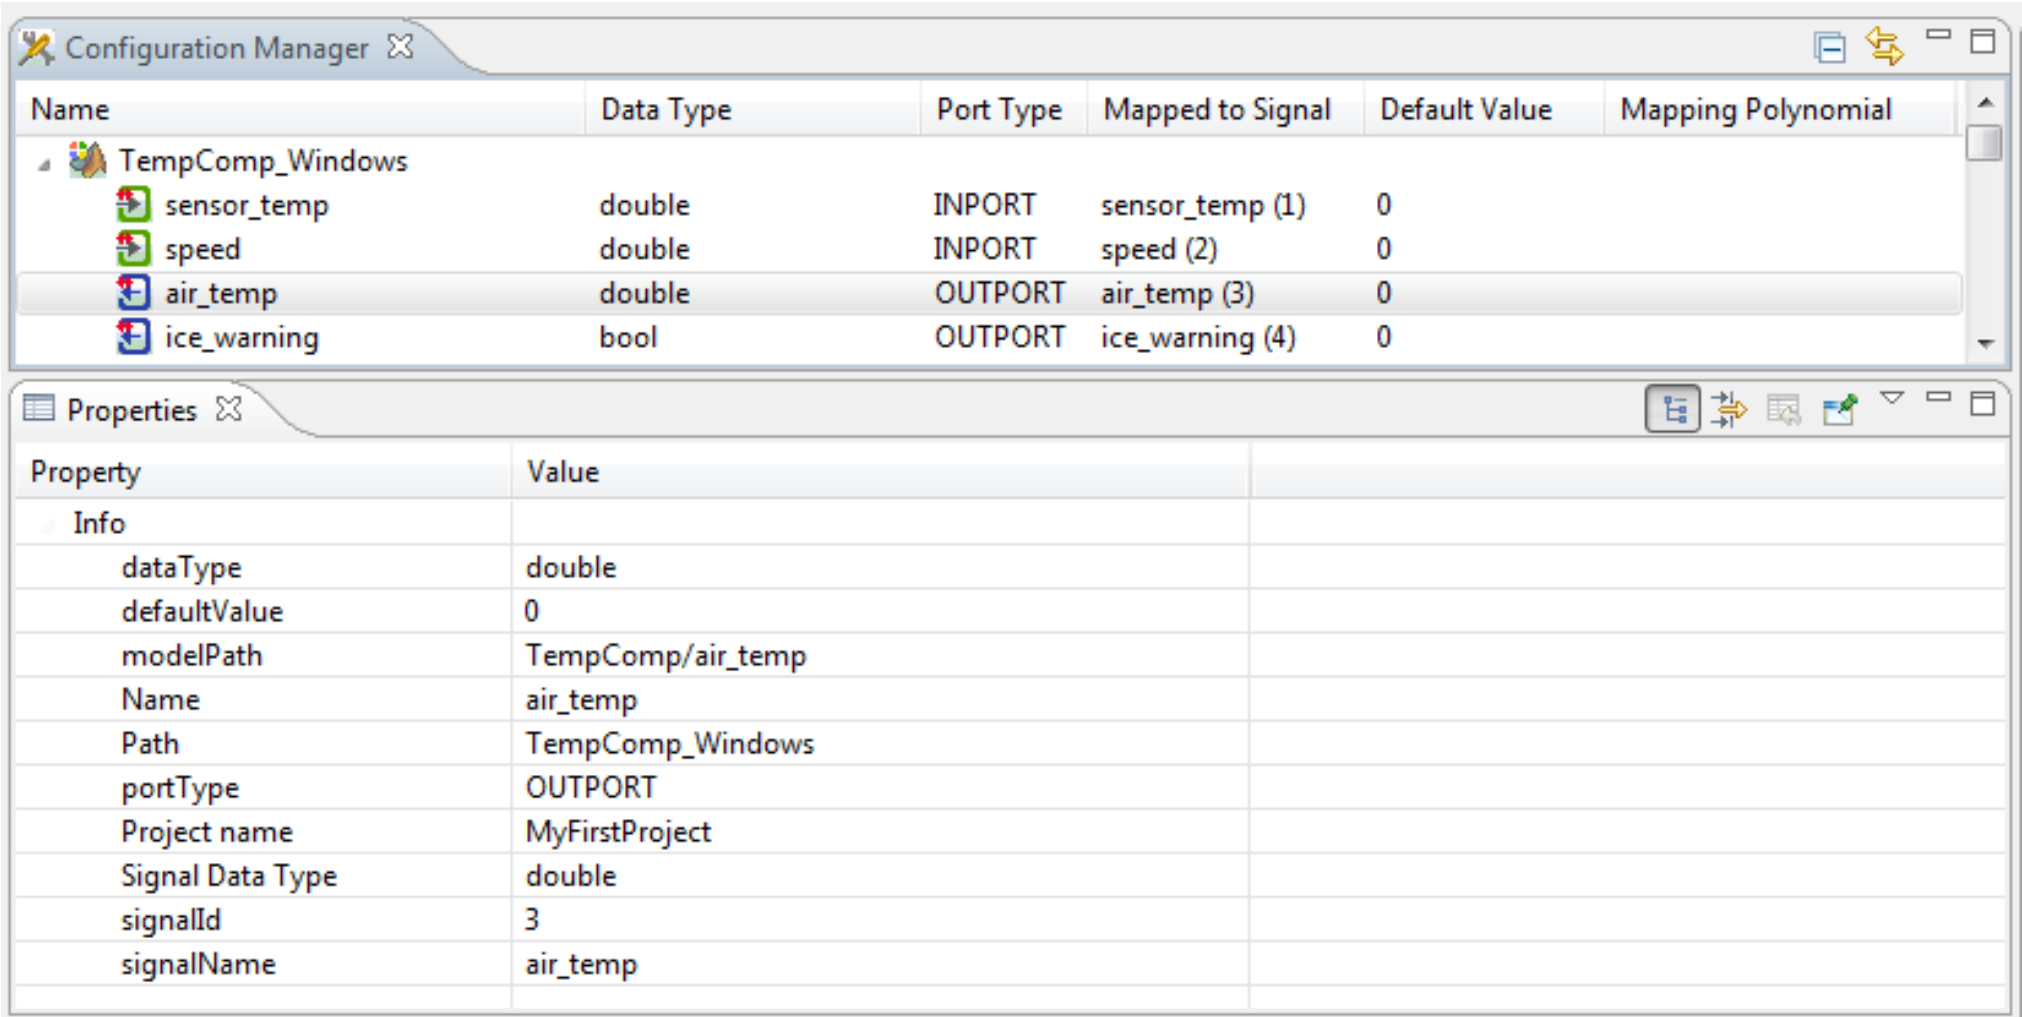 Configuration Manager
Name Data Type Port Type Mapped to Signal Default Value Mapping Polynomial
TempComp_Windows
sensor_temp double INPORT sensor_temp (1) 0
speed double INPORT speed (2) 0
air_temp double OUTPORT air_temp (3) 0
ice_warning bool OUTPORT ice_warning (4) 0
Properties
Property Value
Info
dataType double
defaultValue 0
modelPath TempComp/air_temp
Name air_temp
Path TempComp_Windows
portType OUTPORT
Project name MyFirstProject
Signal Data Type double
signalId 3
signalName air_temp